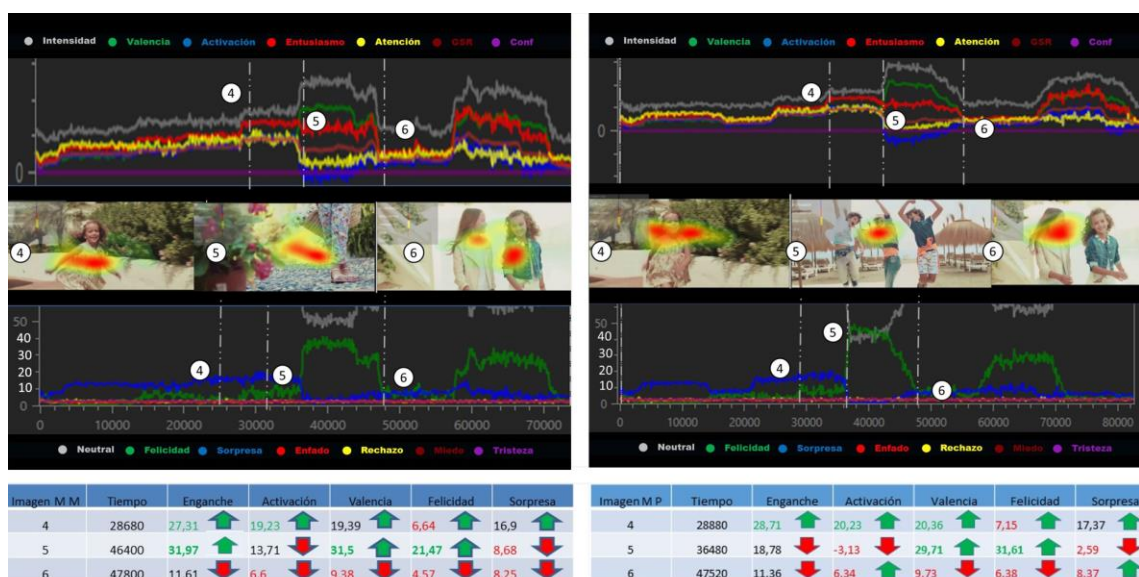 Intensidad Valencia Activación Entusiasmo Atención GSR Conf
Intensidad Valencia Activación Entusiasmo Atención GSR Conf
4
5
6
0
4
5
6
0
4
5
6
4
5
6
50
40
30
20
10
0
4
5
6
0 10000 20000 30000 40000 50000 60000 70000
50
40
30
20
10
0
4
5
6
0 10000 20000 30000 40000 50000 60000 70000 80000
Neutral Felicidad Sorpresa Enfado Rechazo Miedo Tristeza
Neutral Felicidad Sorpresa Enfado Rechazo Miedo Tristeza
Imagen M M Tiempo Enganche Activación Valencia Felicidad Sorpresa
4 28680 27,31 19,23 19,39 6,64 16,9
5 46400 31,97 13,71 31,5 21,47 8,68
6 47800 11,61 6,6 9,38 4,57 8,25
Imagen M P Tiempo Enganche Activación Valencia Felicidad Sorpresa
4 28880 28,71 20,23 20,36 7,15 17,37
5 36480 18,78 -3,13 29,71 31,61 2,59
6 47520 11,36 6,34 9,73 6,38 8,37